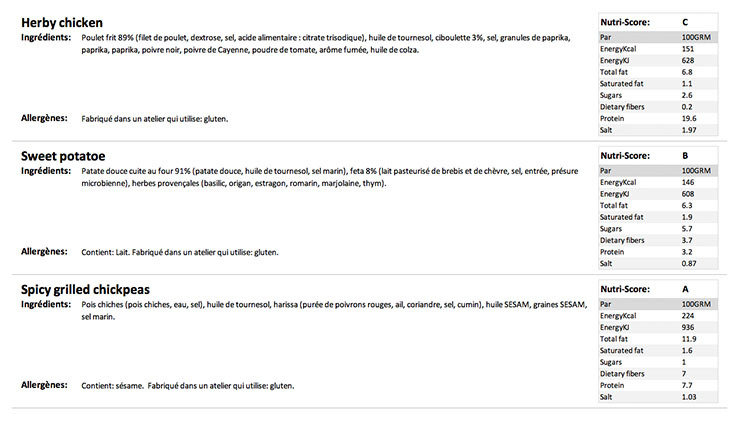 Herby chicken
Ingrédients: Poulet frit 89% (filet de poulet, dextrose, sel, acide alimentaire : citrate trisodique), huile de tournesol, ciboulette 3%, sel, granules de paprika,
paprika, paprika, poivre noir, poivre de Cayenne, poudre de tomate, arôme fumée, huile de colza.
Allergènes: Fabriqué dans un atelier qui utilise: gluten.
Nutri-Score: C
Par 100GRM
EnergyKcal 151
EnergyKJ 628
Total fat 6.8
Saturated fat 1.1
Sugars 2.6
Dietary fibers 0.2
Protein 19.6
Salt 1.97
Sweet potatoe
Ingrédients: Patate douce cuite au four 91% (patate douce, huile de tournesol, sel marin), feta 8% (lait pasteurisé de brebis et de chèvre, sel, entrée, présure
microbienne), herbes provençales (basilic, origan, estragon, romarin, marjolaine, thym).
Allergènes: Contient: Lait. Fabriqué dans un atelier qui utilise: gluten.
Nutri-Score: B
Par 100GRM
EnergyKcal 146
EnergyKJ 608
Total fat 6.3
Saturated fat 1.9
Sugars 5.7
Dietary fibers 3.7
Protein 3.2
Salt 0.87
Spicy grilled chickpeas
Ingrédients: Pois chiches (pois chiches, eau, sel), huile de tournesol, harissa (purée de poivrons rouges, ail, coriandre, sel, cumin), huile SESAM, graines SESAM,
sel marin.
Allergènes: Contient: sésame. Fabriqué dans un atelier qui utilise: gluten.
Nutri-Score: A
Par 100GRM
EnergyKcal 224
EnergyKJ 936
Total fat 11.9
Saturated fat 1.6
Sugars 1
Dietary fibers 7
Protein 7.7
Salt 1.03